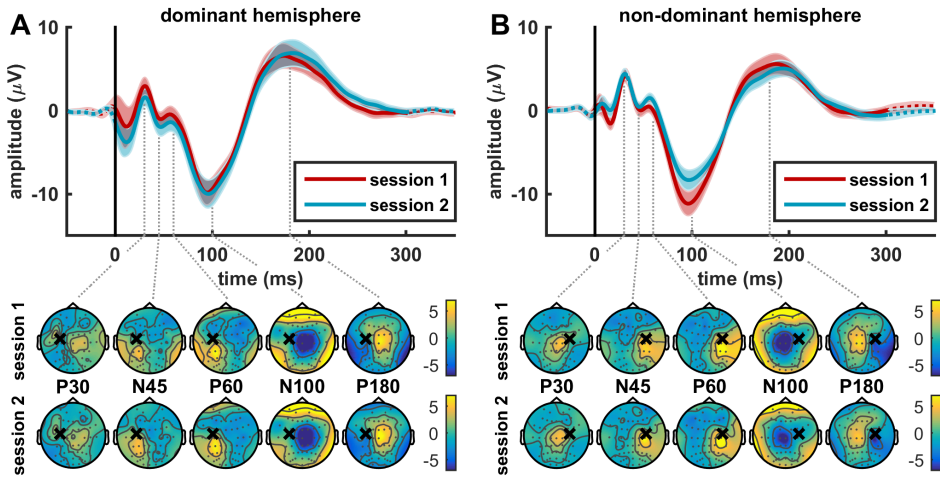 A
dominant hemisphere
amplitude (μV)
10
0
-10
session 1
session 2
0
100
200
300
time (ms)
session 1
5
0
-5
P30
N45
P60
N100
P180
session 2
5
0
-5
B
non-dominant hemisphere
amplitude (μV)
10
0
-10
session 1
session 2
0
100
200
300
time (ms)
session 1
5
0
-5
P30
N45
P60
N100
P180
session 2
5
0
-5